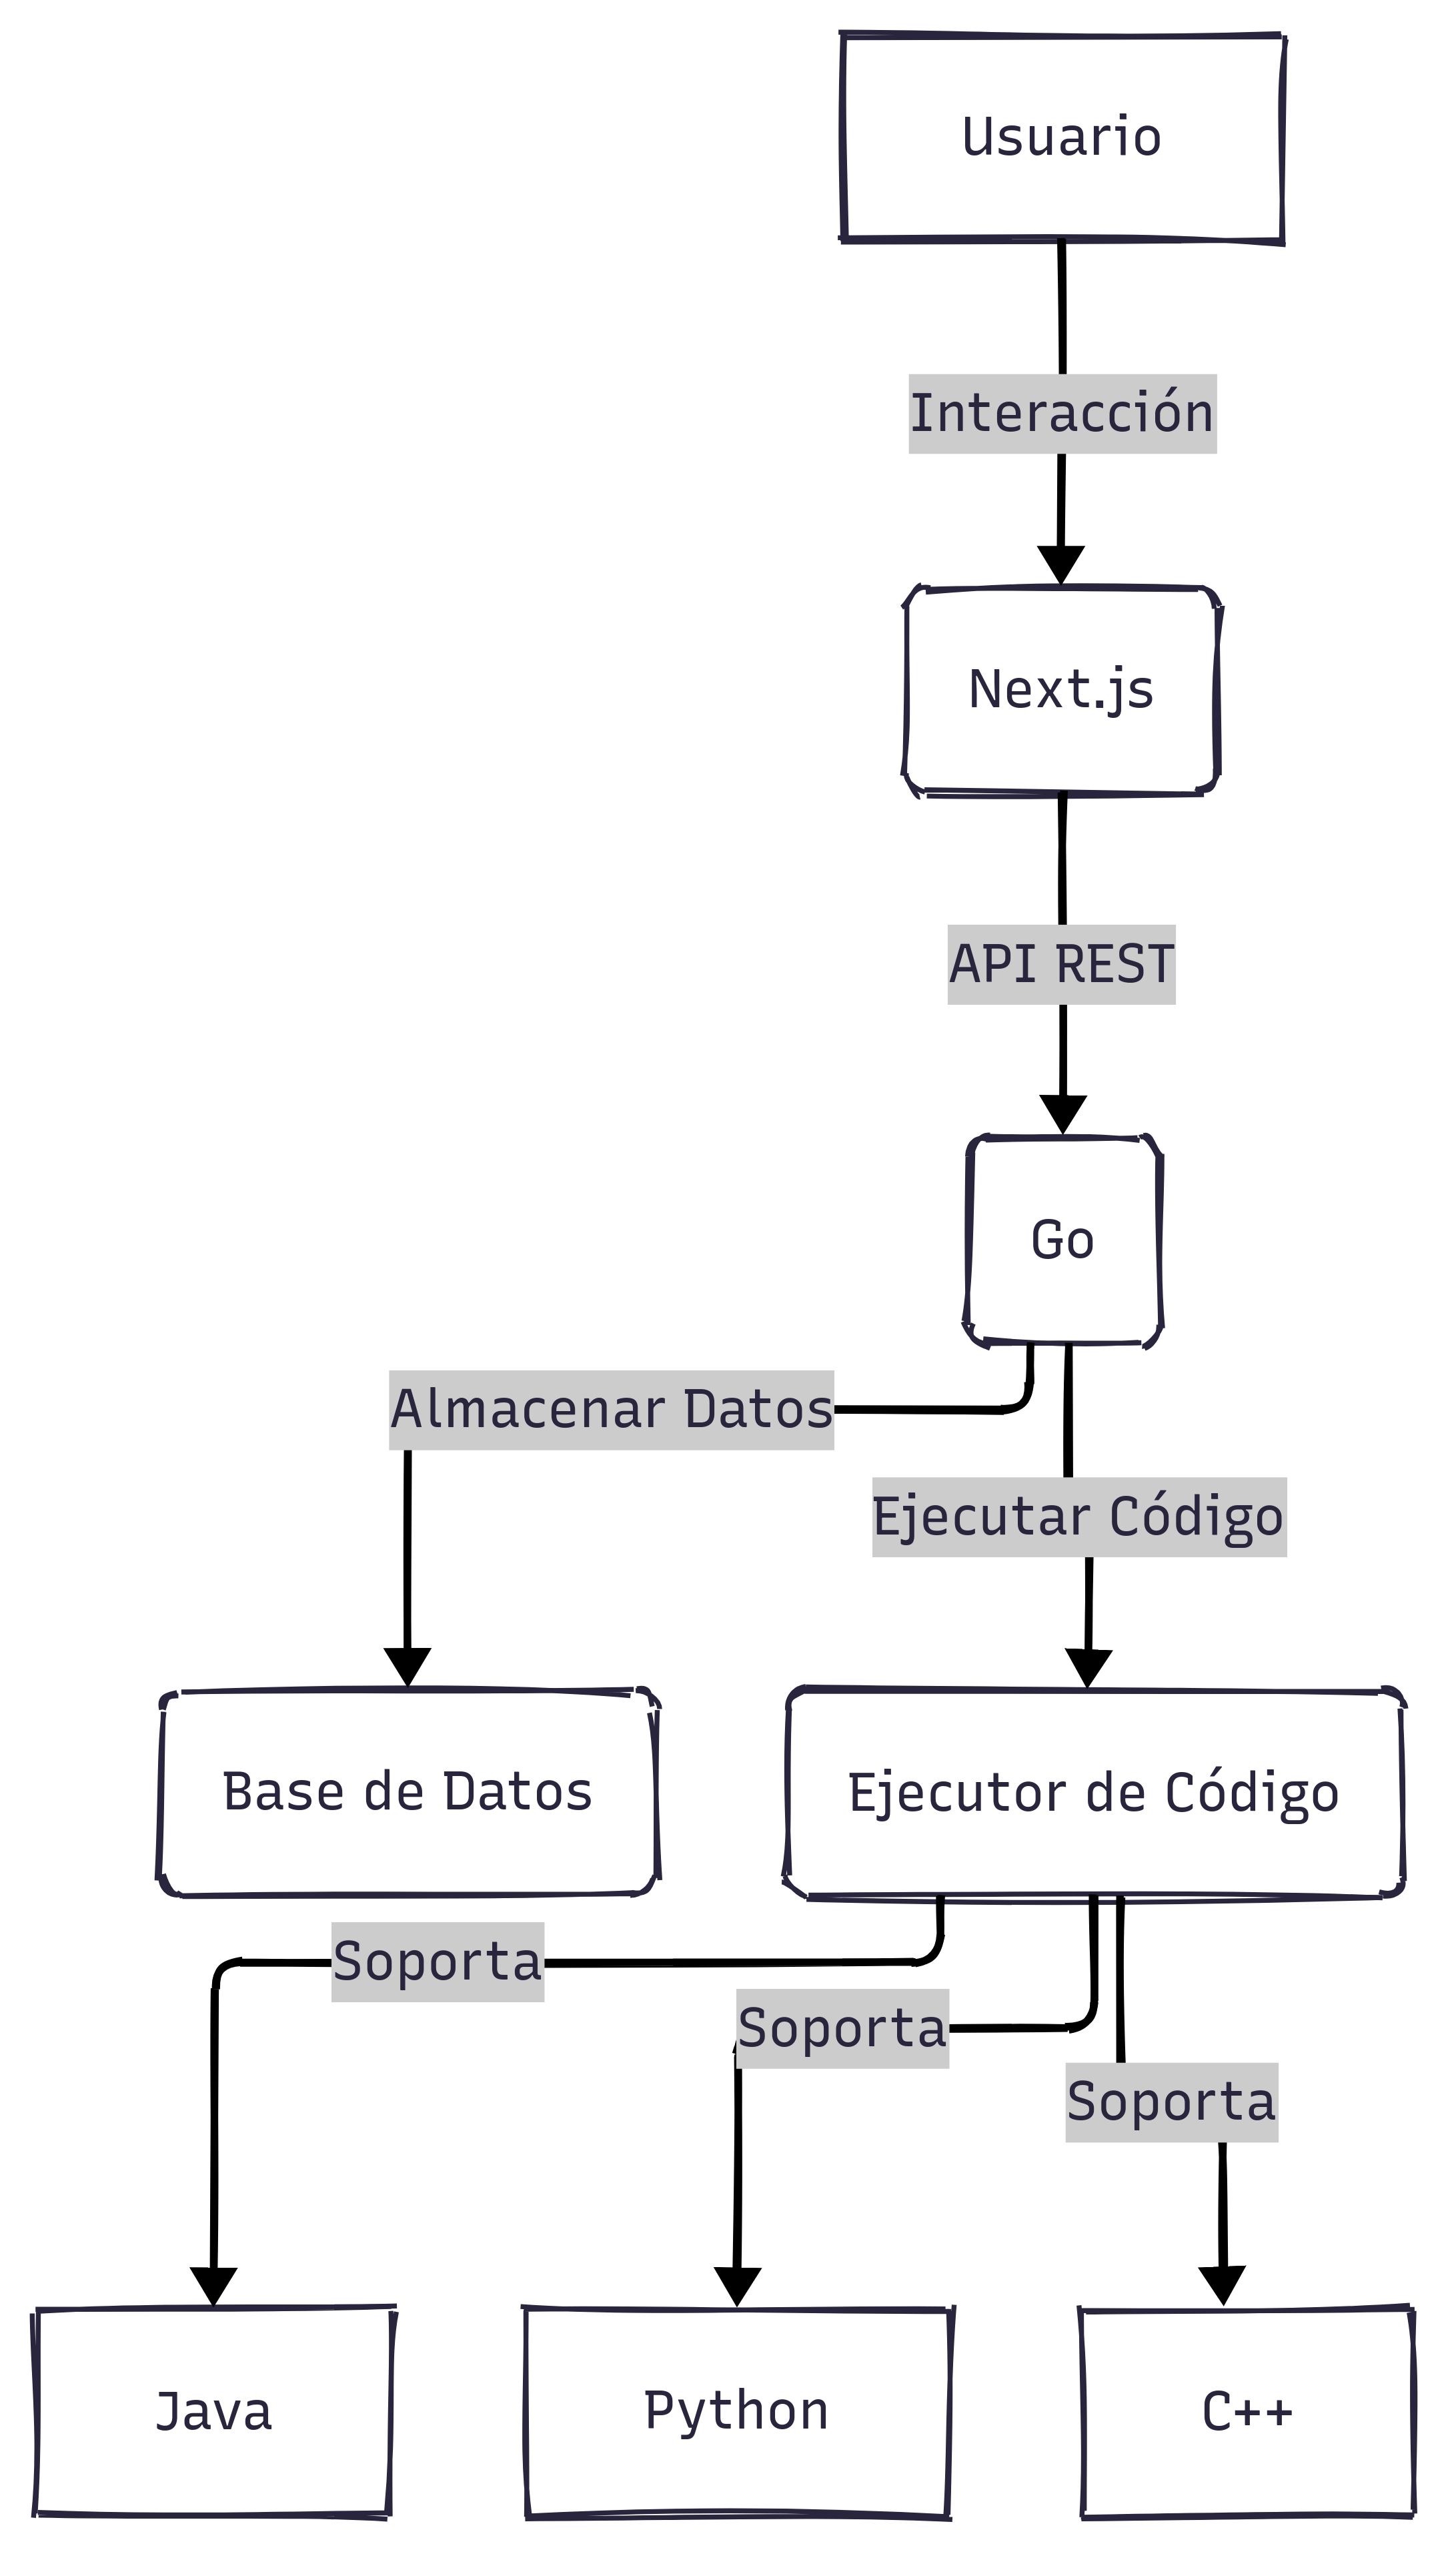 Usuario
Interacción
Next.js
API REST
Go
Almacenar Datos
Ejecutar Código
Base de Datos
Ejecutor de Código
Soporta
Soporta
Soporta
Java
Python
C++